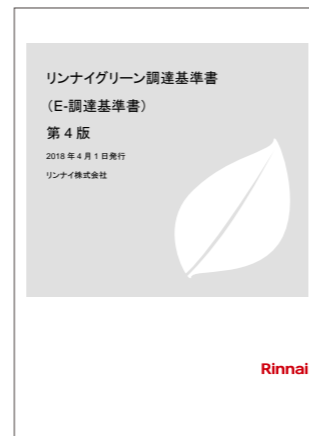 リンナイグリーン調達基準書
（E-調達基準書）
第 4 版
2018 年 4 月 1 日発行
リンナイ株式会社
Rinnai